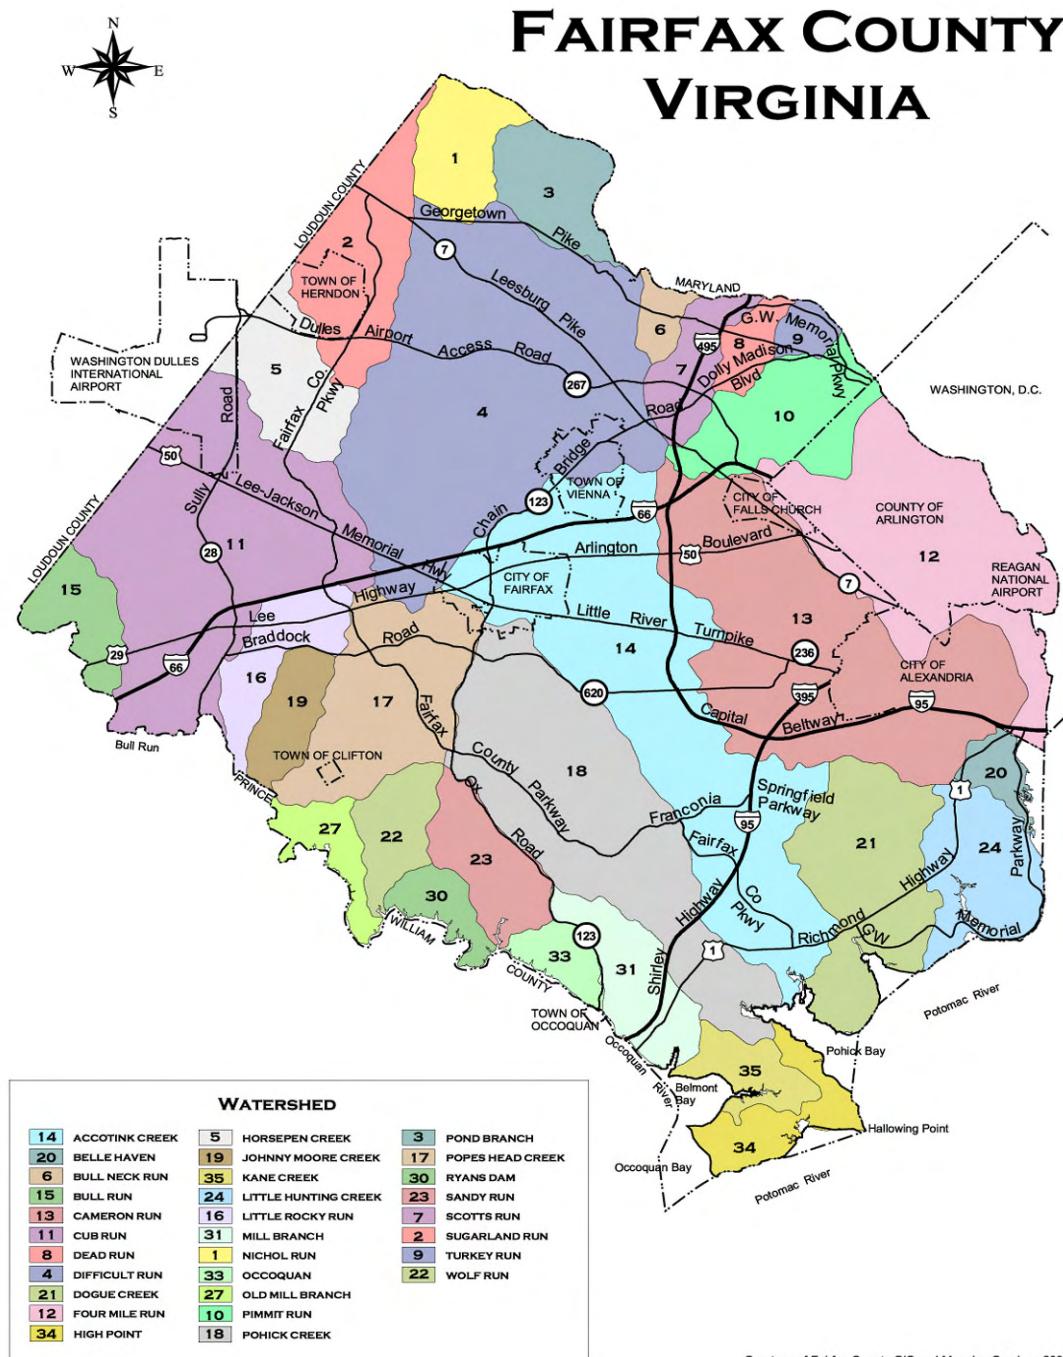 FAIRFAX COUNTY
VIRGINIA
N
W E
S
LOUDOUN COUNTY
1
3
2
Georgetown Pike
7
Leesburg Pike
TOWN OF
HERNDON
MARYLAND
Dulles Airport Access Road
WASHINGTON DULLES
INTERNATIONAL
AIRPORT
5
6
G.W. Memorial Pkwy
495
8
9
Dolly Madison
Blvd
7
267
WASHINGTON, D.C.
4
10
Road
Fairfax Co. Pkwy
50
Sully
Lee-Jackson Memorial Hwy
Chain Bridge Road
TOWN OF
VIENNA
123
66
CITY OF
FALLS CHURCH
COUNTY OF
ARLINGTON
12
LOUDOUN COUNTY
11
28
Arlington Boulevard
50
7
REAGAN
NATIONAL
AIRPORT
15
CITY OF
FAIRFAX
Lee Highway
Little River Turnpike
13
14
Braddock Road
29
66
236
16
19
17
620
395
CITY OF
ALEXANDRIA
95
Capital Beltway
Bull Run
Fairfax County Parkway
TOWN OF CLIFTON
18
20
PRINCE
Ox Road
Franconia
Springfield
Parkway
1
27
22
95
21
24
Parkway
23
Fairfax
Co
Pkwy
Richmond Highway
30
WILLIAM
Shirley Highway
GW Memorial
123
1
33
31
COUNTY
TOWN OF
OCCOQUAN
Occoquan River
Potomac River
Pohick Bay
35
Belmont
Bay
Hallowing Point
34
Occoquan Bay
Potomac River
WATERSHED
14 ACCOTINK CREEK
20 BELLE HAVEN
6 BULL NECK RUN
15 BULL RUN
13 CAMERON RUN
11 CUB RUN
8 DEAD RUN
4 DIFFICULT RUN
21 DOGUE CREEK
12 FOUR MILE RUN
34 HIGH POINT
5 HORSEPEN CREEK
19 JOHNNY MOORE CREEK
35 KANE CREEK
24 LITTLE HUNTING CREEK
16 LITTLE ROCKY RUN
31 MILL BRANCH
1 NICHOL RUN
33 OCCOQUAN
27 OLD MILL BRANCH
10 PIMMIT RUN
18 POHICK CREEK
3 POND BRANCH
17 POPES HEAD CREEK
30 RYANS DAM
23 SANDY RUN
7 SCOTTS RUN
2 SUGARLAND RUN
9 TURKEY RUN
22 WOLF RUN